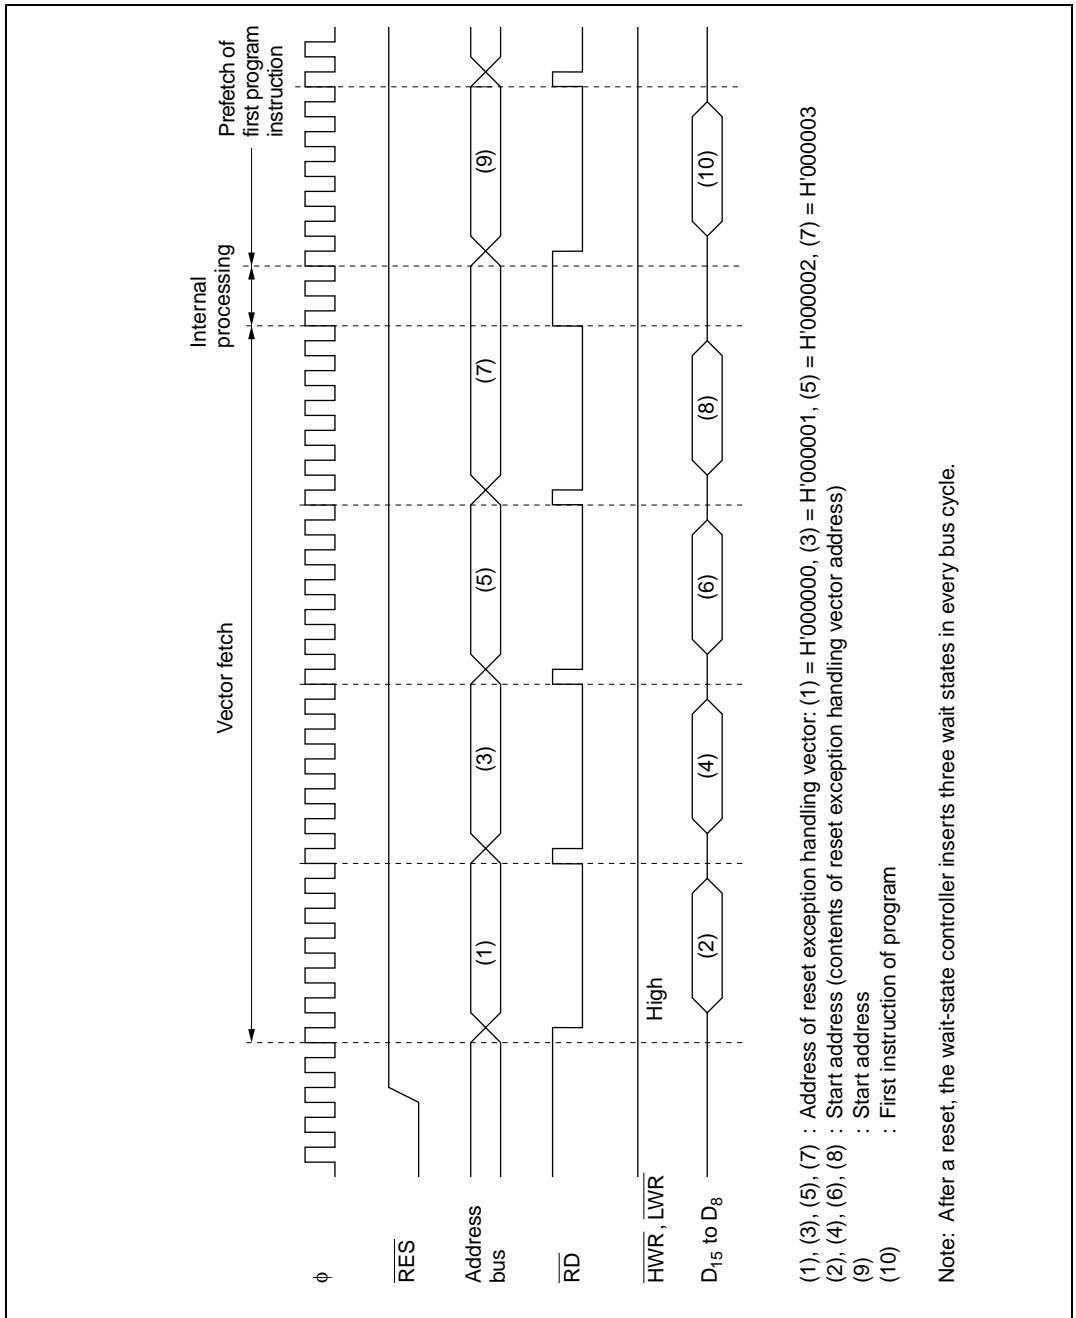 Vector fetch
Internal
processing
Prefetch of
first program
instruction
φ
RES
Address
bus
(1)
(3)
(5)
(7)
(9)
RD
HWR , LWR
High
D15 to D8
(2)
(4)
(6)
(8)
(10)
(1), (3), (5), (7) : Address of reset exception handling vector: (1) = H'000000, (3) = H'000001, (5) = H'000002, (7) = H'000003
(2), (4), (6), (8) : Start address (contents of reset exception handling vector address)
(9) : Start address
(10) : First instruction of program
Note: After a reset, the wait-state controller inserts three wait states in every bus cycle.